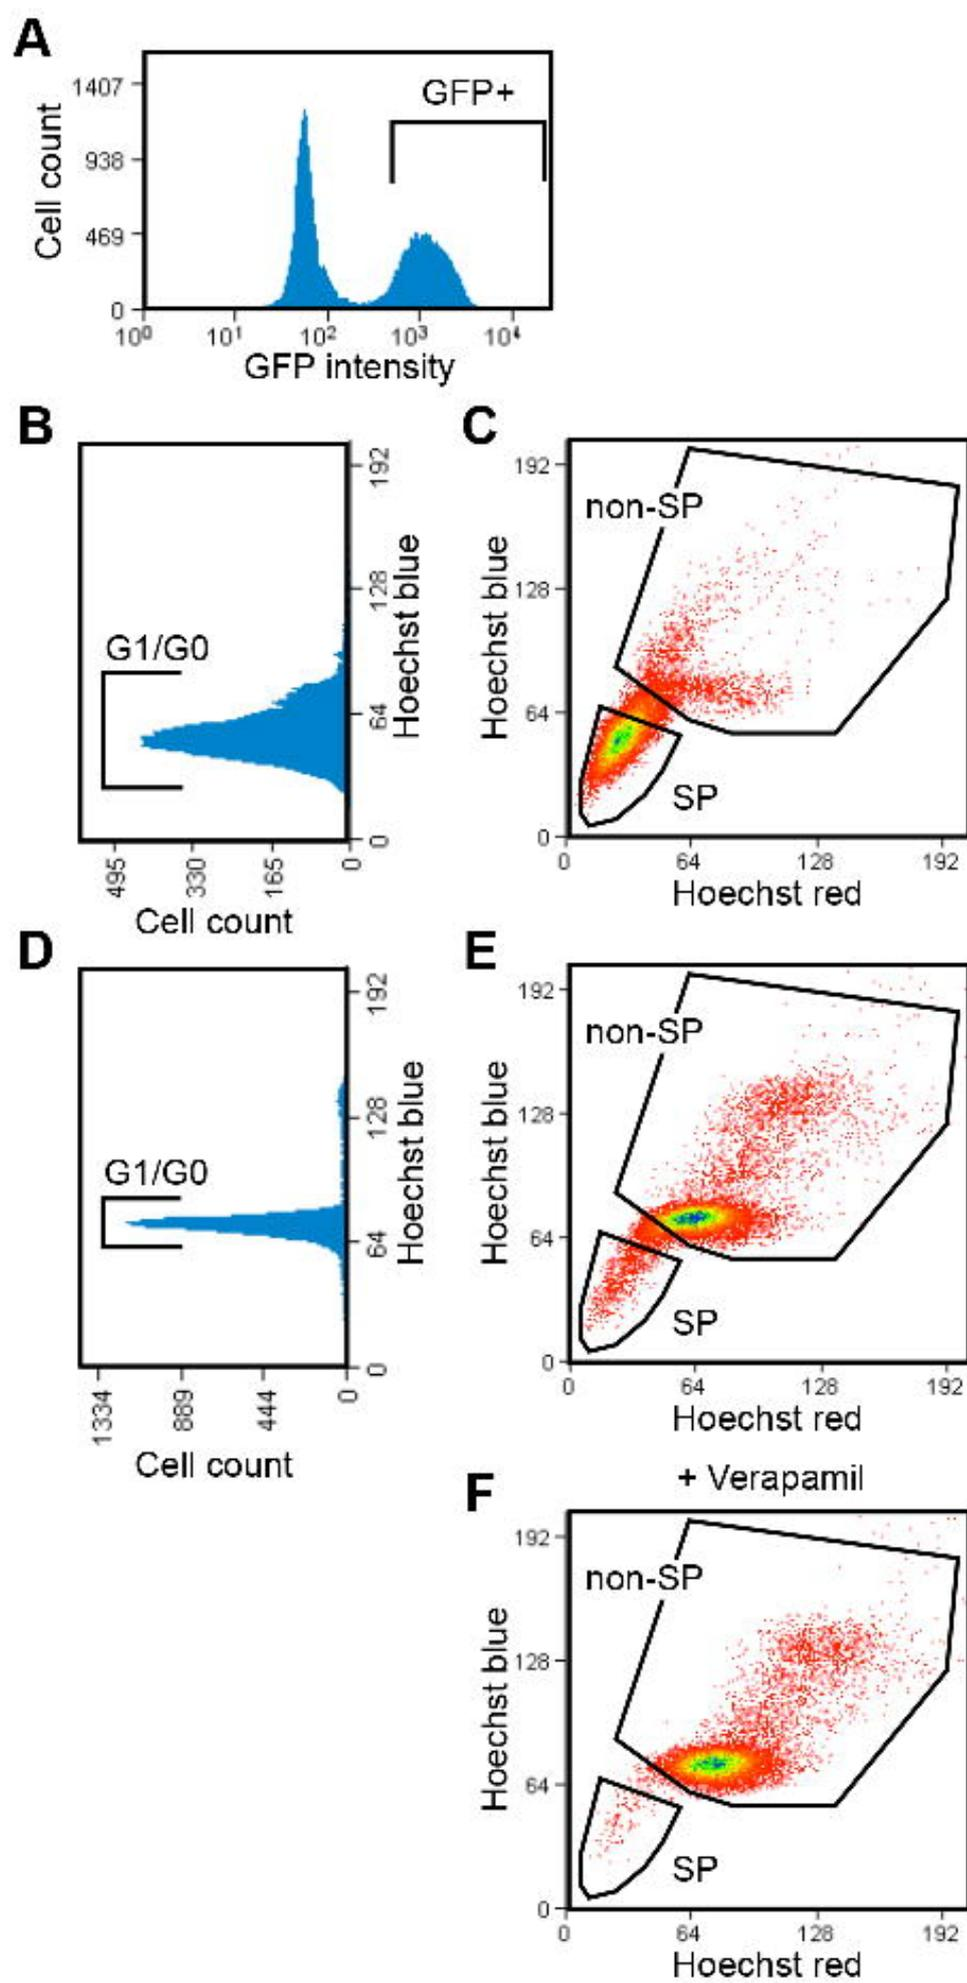 A
Cell count
1407
938
469
0
GFP+
10⁰ 10¹ 10² 10³ 10⁴
GFP intensity
B
G1/G0
192
128
64
0
Hoechst blue
495 330 165 0
Cell count
C
Hoechst blue
192
128
64
0
non-SP
SP
0 64 128 192
Hoechst red
D
G1/G0
192
128
64
0
Hoechst blue
1334 889 444 0
Cell count
E
Hoechst blue
192
128
64
0
non-SP
SP
0 64 128 192
Hoechst red
F
+ Verapamil
Hoechst blue
192
128
64
0
non-SP
SP
0 64 128 192
Hoechst red